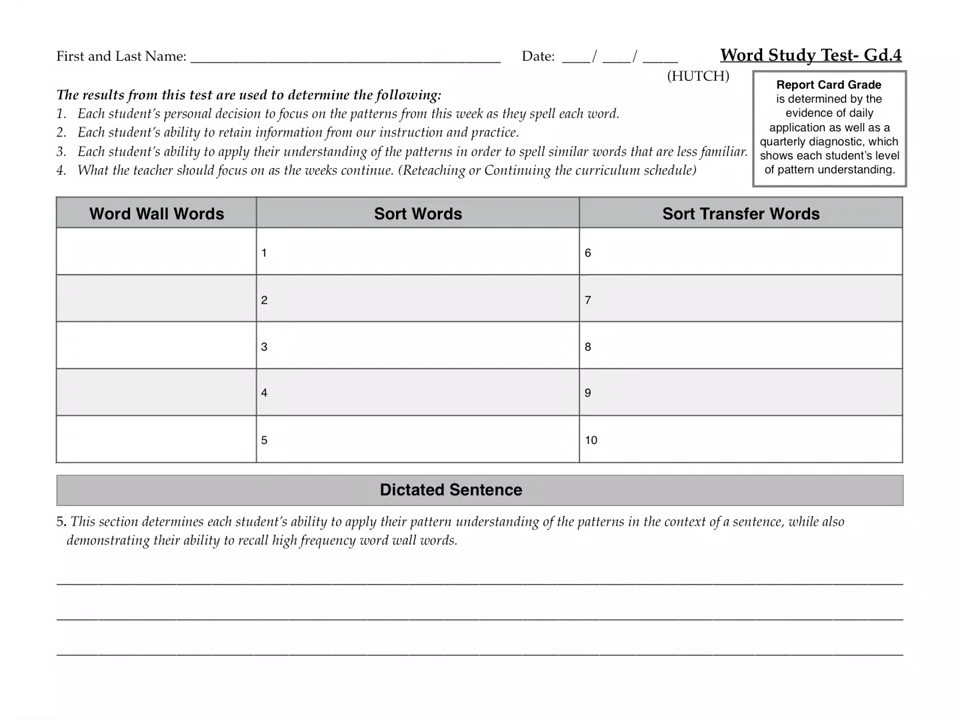 First and Last Name: ________________________________________ Date: ____/ ____/ _____ Word Study Test- Gd.4
(HUTCH)
The results from this test are used to determine the following:
1. Each student's personal decision to focus on the patterns from this week as they spell each word.
2. Each student's ability to retain information from our instruction and practice.
3. Each student's ability to apply their understanding of the patterns in order to spell similar words that are less familiar.
4. What the teacher should focus on as the weeks continue. (Reteaching or Continuing the curriculum schedule)
Report Card Grade
is determined by the
evidence of daily
application as well as a
quarterly diagnostic, which
shows each student's level
of pattern understanding.
Word Wall Words Sort Words Sort Transfer Words
1 6
2 7
3 8
4 9
5 10
Dictated Sentence
5. This section determines each student's ability to apply their pattern understanding of the patterns in the context of a sentence, while also
demonstrating their ability to recall high frequency word wall words.